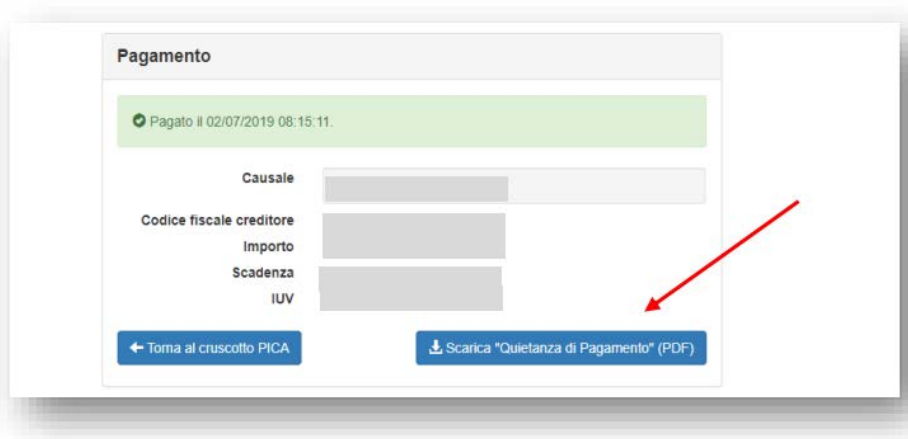 Pagamento
Pagato il 02/07/2019 08:15:11.
Causale
Codice fiscale creditore
Importo
Scadenza
IUV
Torna al cruscotto PICA
Scarica "Quietanza di Pagamento" (PDF)